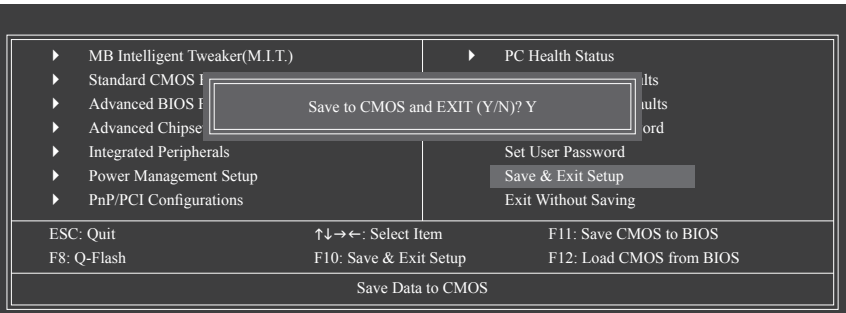 MB Intelligent Tweaker(M.I.T.)
Standard CMOS
Advanced BIOS
Advanced
Integrated Peripherals
Power Management Setup
PnP/PCI Configurations
PC Health Status
Set User Password
Save & Exit Setup
Exit Without Saving
Save to CMOS and EXIT (Y/N)? Y
ESC: Quit
↑↓→←: Select Item
F11: Save CMOS to BIOS
F8: Q-Flash
F10: Save & Exit Setup
F12: Load CMOS from BIOS
Save Data to CMOS